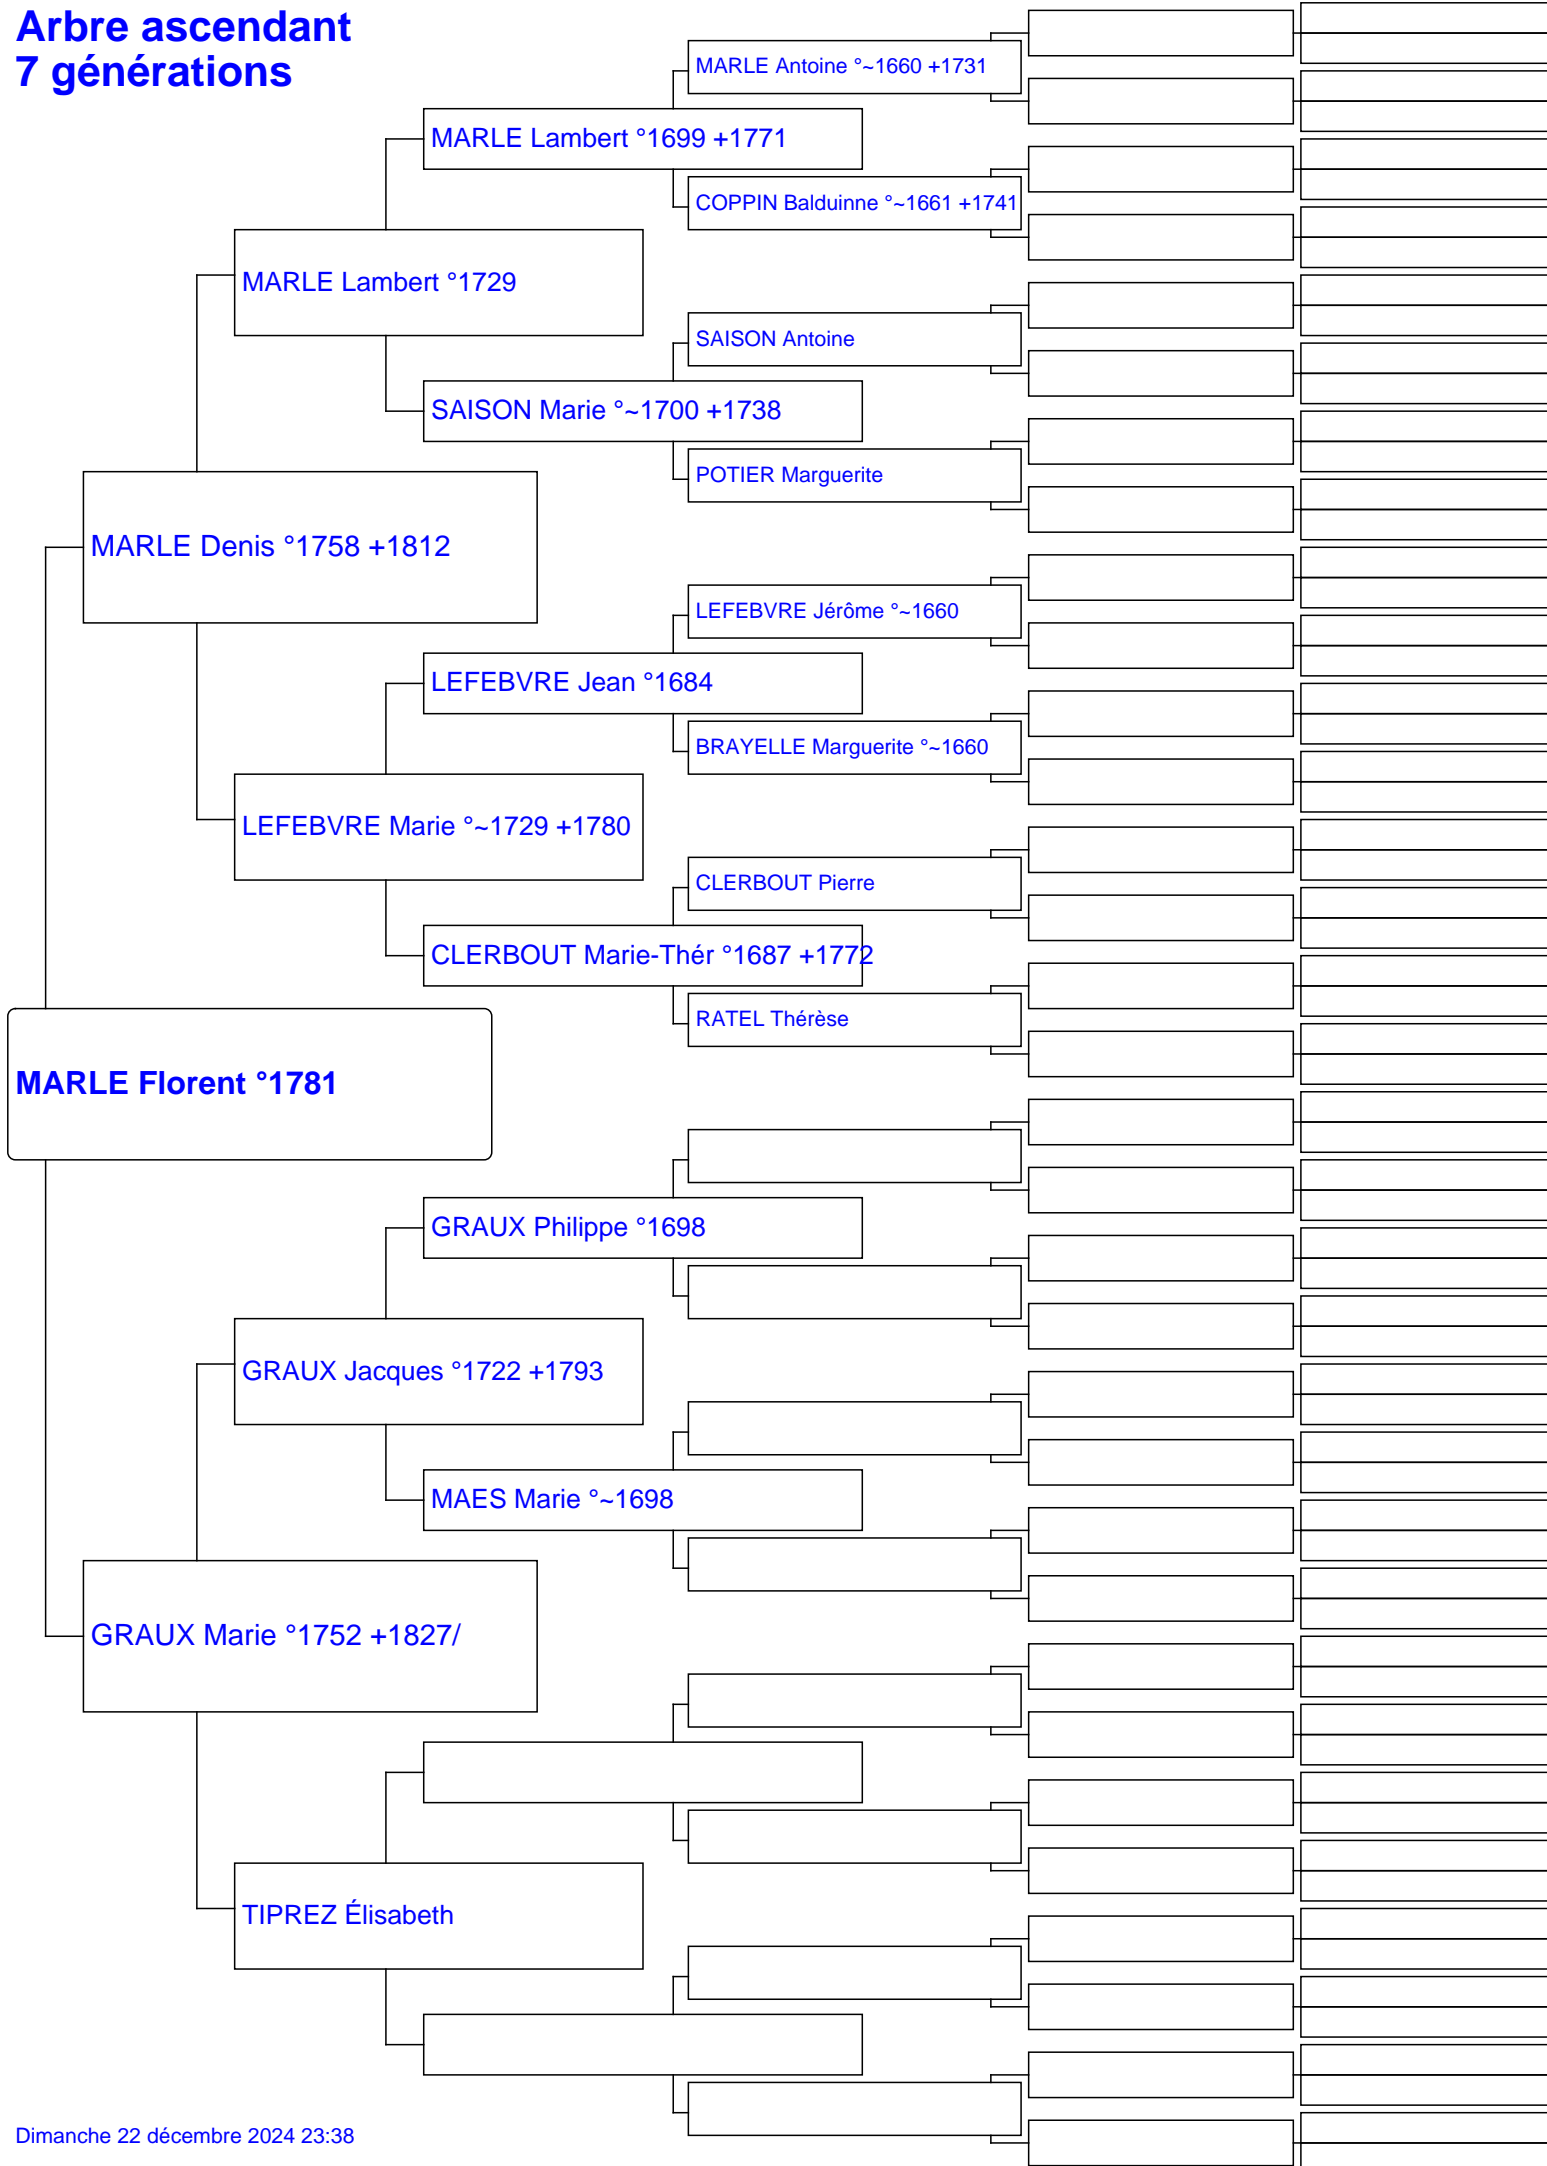 Arbre ascendant
7 générations
MARLE Antoine °~1660 +1731
MARLE Lambert °1699 +1771
COPPIN Balduinne °~1661 +1741
MARLE Lambert °1729
SAISON Antoine
SAISON Marie °~1700 +1738
POTIER Marguerite
MARLE Denis °1758 +1812
LEFEBVRE Jérôme °~1660
LEFEBVRE Jean °1684
BRAYELLE Marguerite °~1660
LEFEBVRE Marie °~1729 +1780
CLERBOUT Pierre
CLERBOUT Marie-Thér °1687 +1772
RATEL Thérèse
MARLE Florent °1781
GRAUX Philippe °1698
GRAUX Jacques °1722 +1793
MAES Marie °~1698
GRAUX Marie °1752 +1827/
TIPREZ Élisabeth
Dimanche 22 décembre 2024 23:38